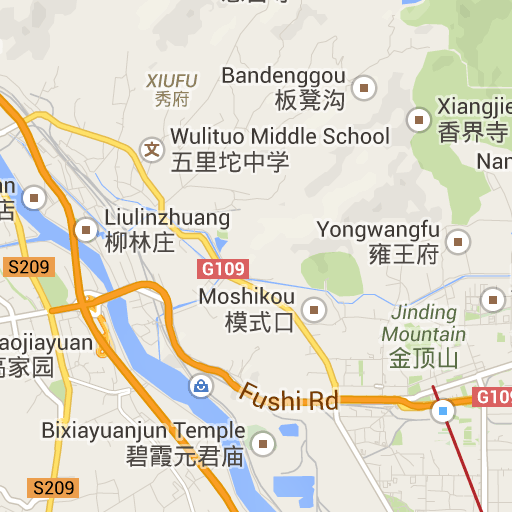 Bandenggou
板凳沟
XIUFU
秀府
Xiangjie
香界寺
Wulituo Middle School
五里坨中学
Nan
店
Liulinzhuang
柳林庄
Yongwangfu
雍王府
S209
G109
Moshikou
模式口
Jinding
Mountain
金顶山
aojiayuan
高家园
Fushi Rd
G109
Bixiayuanjun Temple
碧霞元君庙
S209